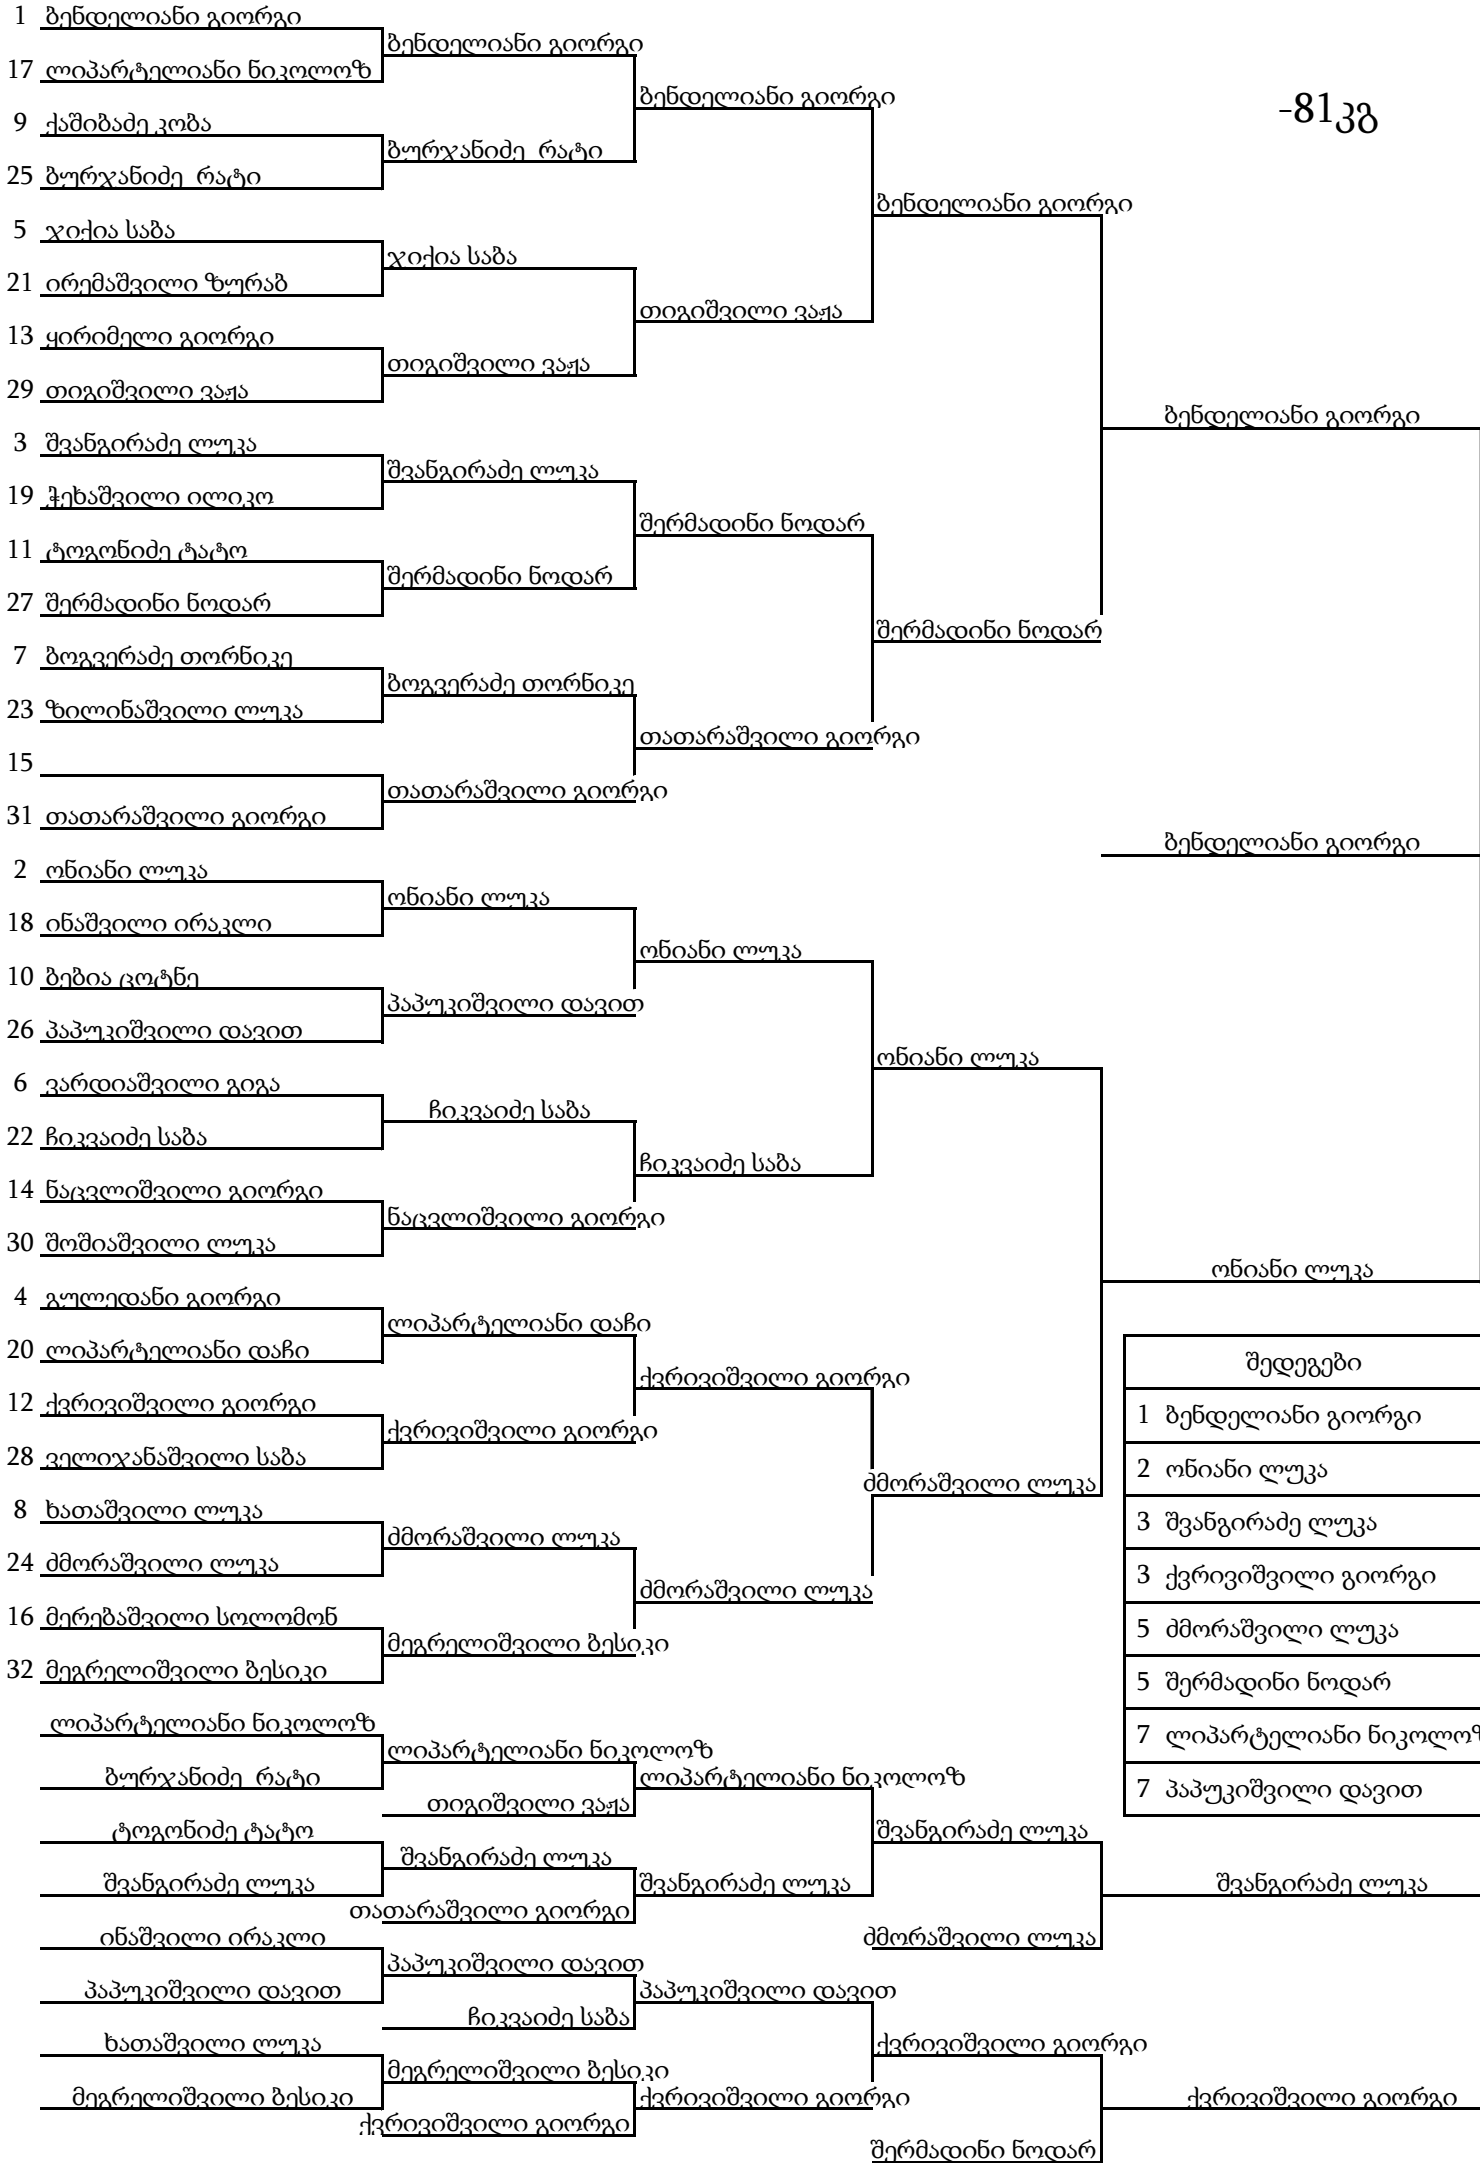 -81კგ
1 ბენდელიანი გიორგი
17 ლიპარტელიანი ნიკოლოზ
9 ქაშიბაძე კობა
25 ბურჯანიძე რატი
5 ჯიქია საბა
21 ირემაშვილი ზურაბ
13 ყირიმელი გიორგი
29 თიგიშვილი ვაჟა
3 შვანგირაძე ლუკა
19 ჭეხაშვილი ილიკო
11 ტოგონიძე ტატო
27 შერმადინი ნოდარ
7 ბოგვერაძე თორნიკე
23 ზილინაშვილი ლუკა
15
31 თათარაშვილი გიორგი
2 ონიანი ლუკა
18 ინაშვილი ირაკლი
10 ბებია ცოტნე
26 პაპუკიშვილი დავით
6 ვარდიაშვილი გიგა
22 ჩიკვაიძე საბა
14 ნაცვლიშვილი გიორგი
30 შოშიაშვილი ლუკა
4 გულედანი გიორგი
20 ლიპარტელიანი დაჩი
12 ქვრივიშვილი გიორგი
28 ველიჯანაშვილი საბა
8 ხათაშვილი ლუკა
24 ძმორაშვილი ლუკა
16 მერებაშვილი სოლომონ
32 მეგრელიშვილი ბესიკი
ბენდელიანი გიორგი
ბურჯანიძე რატი
ჯიქია საბა
თიგიშვილი ვაჟა
შვანგირაძე ლუკა
შერმადინი ნოდარ
ბოგვერაძე თორნიკე
თათარაშვილი გიორგი
ონიანი ლუკა
პაპუკიშვილი დავით
ჩიკვაიძე საბა
ნაცვლიშვილი გიორგი
ლიპარტელიანი დაჩი
ქვრივიშვილი გიორგი
ძმორაშვილი ლუკა
მეგრელიშვილი ბესიკი
ბენდელიანი გიორგი
თიგიშვილი ვაჟა
შერმადინი ნოდარ
თათარაშვილი გიორგი
ონიანი ლუკა
ჩიკვაიძე საბა
ქვრივიშვილი გიორგი
ძმორაშვილი ლუკა
ბენდელიანი გიორგი
შერმადინი ნოდარ
ონიანი ლუკა
ძმორაშვილი ლუკა
ბენდელიანი გიორგი
ბენდელიანი გიორგი
ონიანი ლუკა
შედეგები
1 ბენდელიანი გიორგი
2 ონიანი ლუკა
3 შვანგირაძე ლუკა
3 ქვრივიშვილი გიორგი
5 ძმორაშვილი ლუკა
5 შერმადინი ნოდარ
7 ლიპარტელიანი ნიკოლოზ
7 პაპუკიშვილი დავით
ლიპარტელიანი ნიკოლოზ
ბურჯანიძე რატი
ტოგონიძე ტატო
შვანგირაძე ლუკა
ინაშვილი ირაკლი
პაპუკიშვილი დავით
ხათაშვილი ლუკა
მეგრელიშვილი ბესიკი
ლიპარტელიანი ნიკოლოზ
თიგიშვილი ვაჟა
შვანგირაძე ლუკა
თათარაშვილი გიორგი
პაპუკიშვილი დავით
ჩიკვაიძე საბა
მეგრელიშვილი ბესიკი
ქვრივიშვილი გიორგი
ლიპარტელიანი ნიკოლოზ
შვანგირაძე ლუკა
პაპუკიშვილი დავით
ქვრივიშვილი გიორგი
შვანგირაძე ლუკა
ძმორაშვილი ლუკა
ქვრივიშვილი გიორგი
შერმადინი ნოდარ
შვანგირაძე ლუკა
ქვრივიშვილი გიორგი